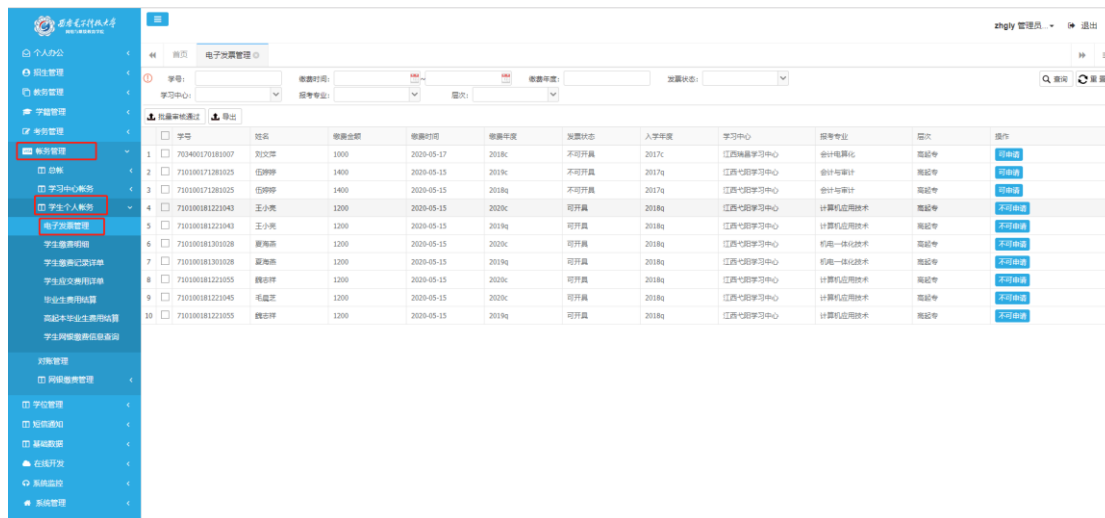 西安电子科技大学
网络与继续教育学院
zhgly 管理员...
退出
个人办公
招生管理
教务管理
学籍管理
考务管理
帐务管理
总帐
学习中心帐务
学生个人帐务
电子发票管理
学生缴费明细
学生缴费记录详单
学生应交费用详单
毕业生费用结算
高起本毕业生费用结算
学生网银缴费信息查询
对账管理
网银缴费管理
学位管理
短信通知
基础数据
在线开发
系统监控
系统管理
首页 电子发票管理
学号: 缴费时间: ~ 缴费年度: 发票状态: 查询 重置
学习中心: 报考专业: 层次:
批量审核通过 导出
学号 姓名 缴费金额 缴费时间 缴费年度 发票状态 入学年度 学习中心 报考专业 层次 操作
1 703400170181007 刘文萍 1000 2020-05-17 2018c 不可开具 2017c 江西瑞昌学习中心 会计电算化 高起专 可申请
2 710100171281025 伍婷婷 1400 2020-05-15 2019c 不可开具 2017q 江西弋阳学习中心 会计与审计 高起专 可申请
3 710100171281025 伍婷婷 1400 2020-05-15 2018q 不可开具 2017q 江西弋阳学习中心 会计与审计 高起专 可申请
4 710100181221043 王小亮 1200 2020-05-15 2020c 可开具 2018q 江西弋阳学习中心 计算机应用技术 高起专 不可申请
5 710100181221043 王小亮 1200 2020-05-15 2019q 可开具 2018q 江西弋阳学习中心 计算机应用技术 高起专 不可申请
6 710100181301028 夏海燕 1200 2020-05-15 2020c 可开具 2018q 江西弋阳学习中心 机电一体化技术 高起专 不可申请
7 710100181301028 夏海燕 1200 2020-05-15 2019q 可开具 2018q 江西弋阳学习中心 机电一体化技术 高起专 不可申请
8 710100181221055 魏志祥 1200 2020-05-15 2020c 可开具 2018q 江西弋阳学习中心 计算机应用技术 高起专 不可申请
9 710100181221045 毛盛芝 1200 2020-05-15 2020c 可开具 2018q 江西弋阳学习中心 计算机应用技术 高起专 不可申请
10 710100181221055 魏志祥 1200 2020-05-15 2019q 可开具 2018q 江西弋阳学习中心 计算机应用技术 高起专 不可申请